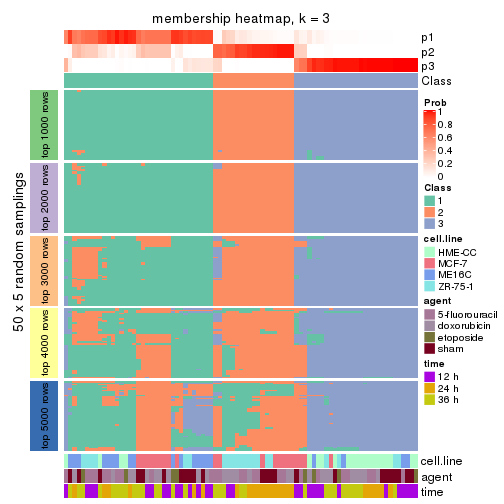 membership heatmap, k = 3
p1
p2
p3
Class
50 x 5 random samplings
top 1000 rows
top 2000 rows
top 3000 rows
top 4000 rows
top 5000 rows
cell.line
agent
time
Prob
1
0.8
0.6
0.4
0.2
0
Class
1
2
3
cell.line
HME-CC
MCF-7
ME16C
ZR-75-1
agent
5-fluorouracil
doxorubicin
etoposide
sham
time
12 h
24 h
36 h